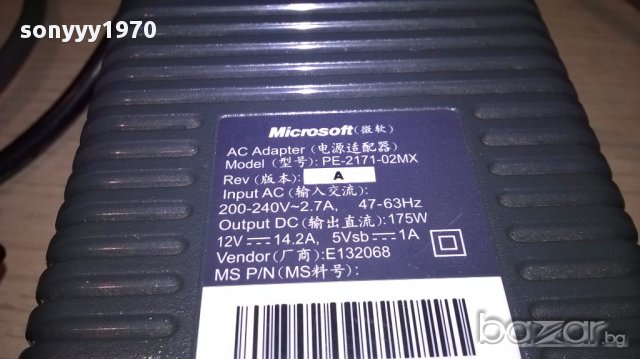 sonyyy1970
Microsoft(微软)
AC Adapter (电源适配器)
Model (型号): PE-2171-02MX
Rev (版本): A
Input AC (输入交流):
200-240V~2.7A, 47-63Hz
Output DC(输出直流):175W
12V⎓14.2A, 5Vsb⎓1A
Vendor(厂商):E132068
MS P/N(MS料号):
bazar.bg